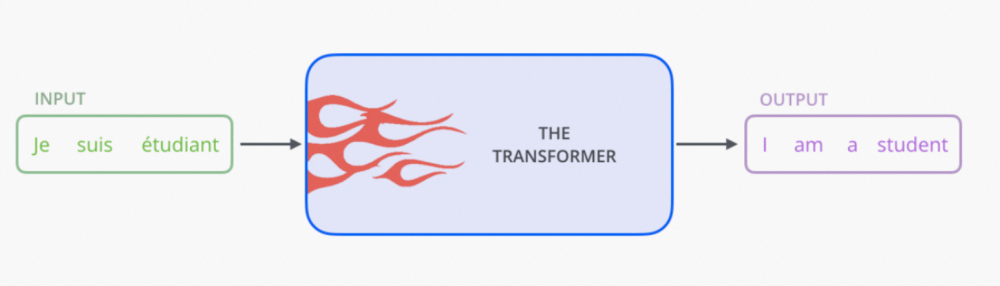 INPUT
Je suis étudiant
THE
TRANSFORMER
OUTPUT
I am a student